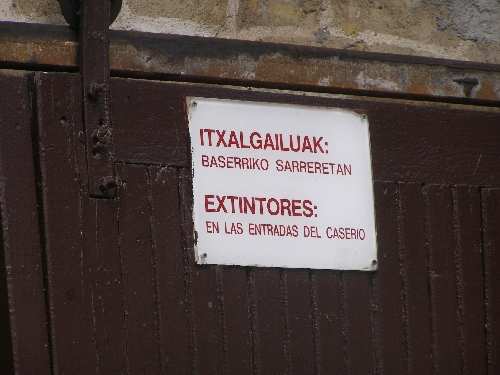 ITXALGAILUAK:
BASERRIKO SARRERETAN
EXTINTORES:
EN LAS ENTRADAS DEL CASERIO